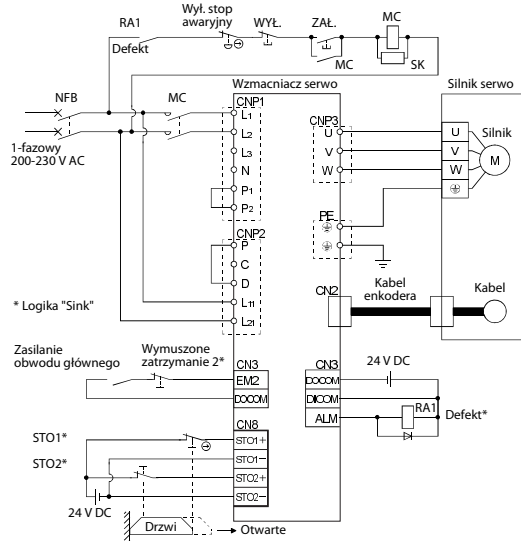 Wył. stop
awaryjny
RA1
Defekt
WYŁ.
ZAŁ.
MC
MC
SK
NFB
MC
1-fazowy
200-230 V AC
Wzmacniacz serwo
Silnik serwo
CNP1
L1
L2
L3
N
P1
P2
CNP3
U
V
W
U
V
W
Silnik
M
PE
CNP2
P
C
D
L11
L21
* Logika "Sink"
CN2
Kabel
enkodera
Kabel
Zasilanie
obwodu głównego
Wymuszone
zatrzymanie 2*
CN3
EM2
DOCOM
CN3
DOCOM
DICOM
ALM
24 V DC
RA1
Defekt*
CN8
STO1*
STO2*
STO1+
STO1−
STO2+
STO2−
24 V DC
Drzwi
Otwarte